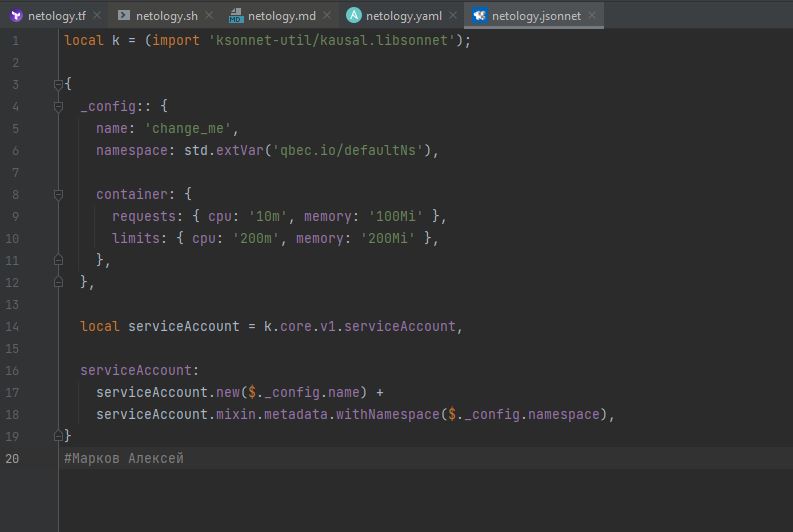 netology.tf netology.sh netology.md netology.yaml netology.jsonnet
1 local k = (import 'ksonnet-util/kausal.libsonnet');
2
3 {
4   _config:: {
5     name: 'change_me',
6     namespace: std.extVar('qbec.io/defaultNs'),
7
8     container: {
9       requests: { cpu: '10m', memory: '100Mi' },
10       limits: { cpu: '200m', memory: '200Mi' },
11     },
12   },
13
14   local serviceAccount = k.core.v1.serviceAccount,
15
16   serviceAccount:
17     serviceAccount.new($._config.name) +
18     serviceAccount.mixin.metadata.withNamespace($._config.namespace),
19 }
20 #Марков Алексей